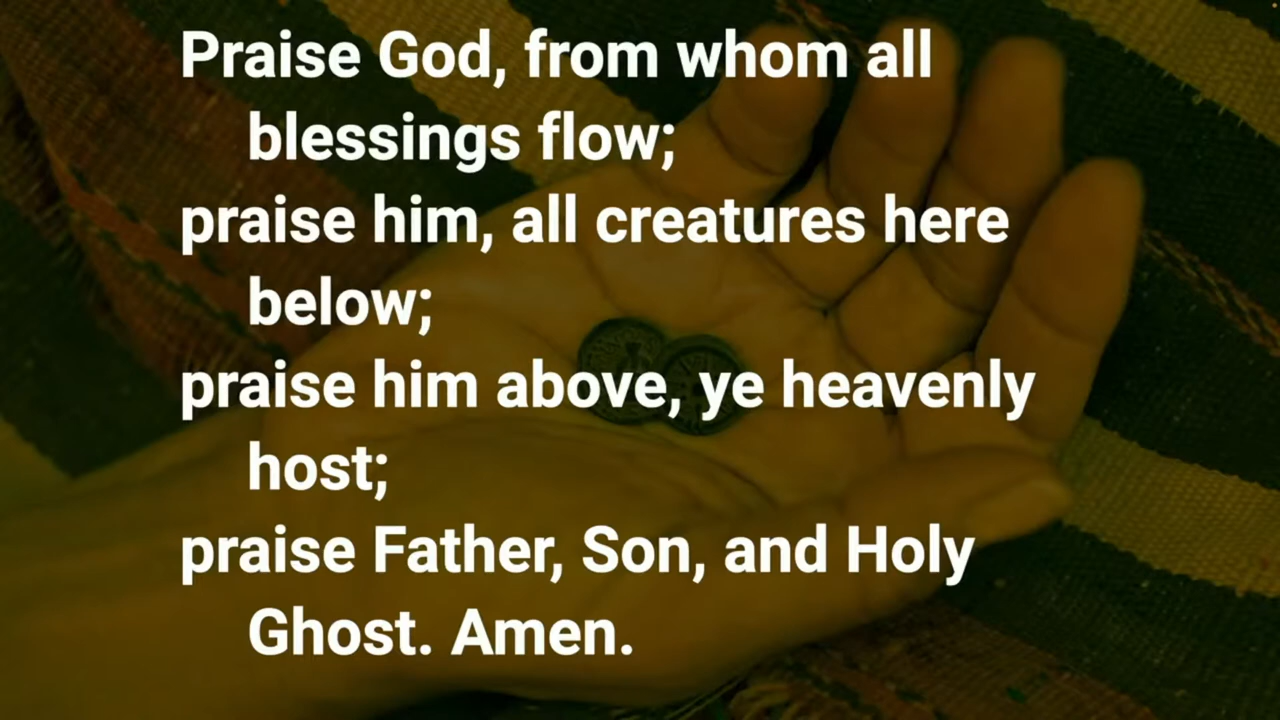 Praise God, from whom all
blessings flow;
praise him, all creatures here
below;
praise him above, ye heavenly
host;
praise Father, Son, and Holy
Ghost. Amen.